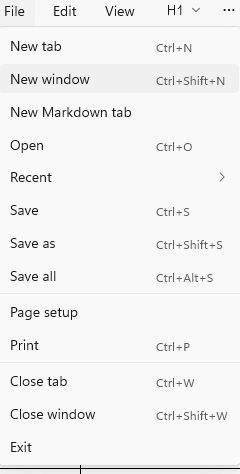 File Edit View H1 ...
New tab Ctrl+N
New window Ctrl+Shift+N
New Markdown tab
Open Ctrl+O
Recent
Save Ctrl+S
Save as Ctrl+Shift+S
Save all Ctrl+Alt+S
Page setup
Print Ctrl+P
Close tab Ctrl+W
Close window Ctrl+Shift+W
Exit